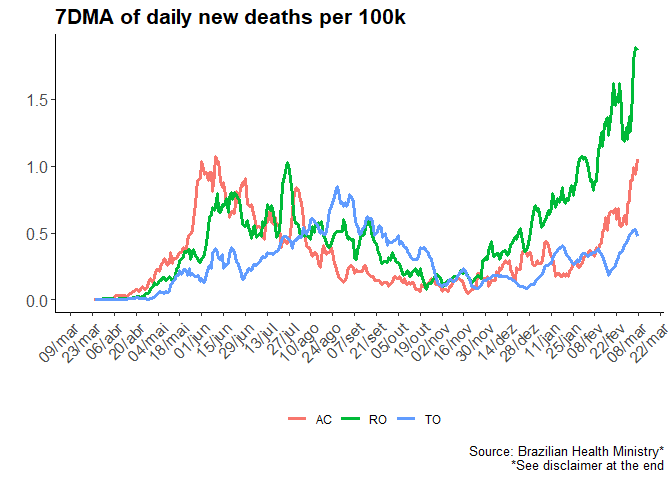 7DMA of daily new deaths per 100k
1.5
1.0
0.5
0.0
09/mar
23/mar
06/abr
20/abr
04/mai
18/mai
01/jun
15/jun
29/jun
13/jul
27/jul
10/ago
24/ago
07/set
21/set
05/out
19/out
02/nov
16/nov
30/nov
14/dez
28/dez
11/jan
25/jan
08/fev
22/fev
08/mar
22/mar
AC RO TO
Source: Brazilian Health Ministry*
*See disclaimer at the end